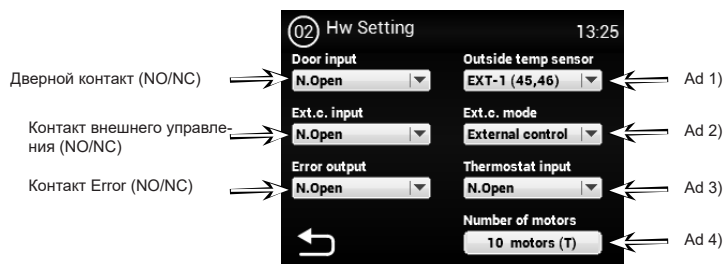 02 Hw Setting 13:25
Door input Outside temp sensor
Дверной контакт (NO/NC) N.Open EXT-1 (45,46) Ad 1)
Ext.c. input Ext.c. mode
Контакт внешнего управле-
ния (NO/NC)
N.Open External control Ad 2)
Error output Thermostat input
Контакт Error (NO/NC) N.Open N.Open Ad 3)
Number of motors
10 motors (T) Ad 4)